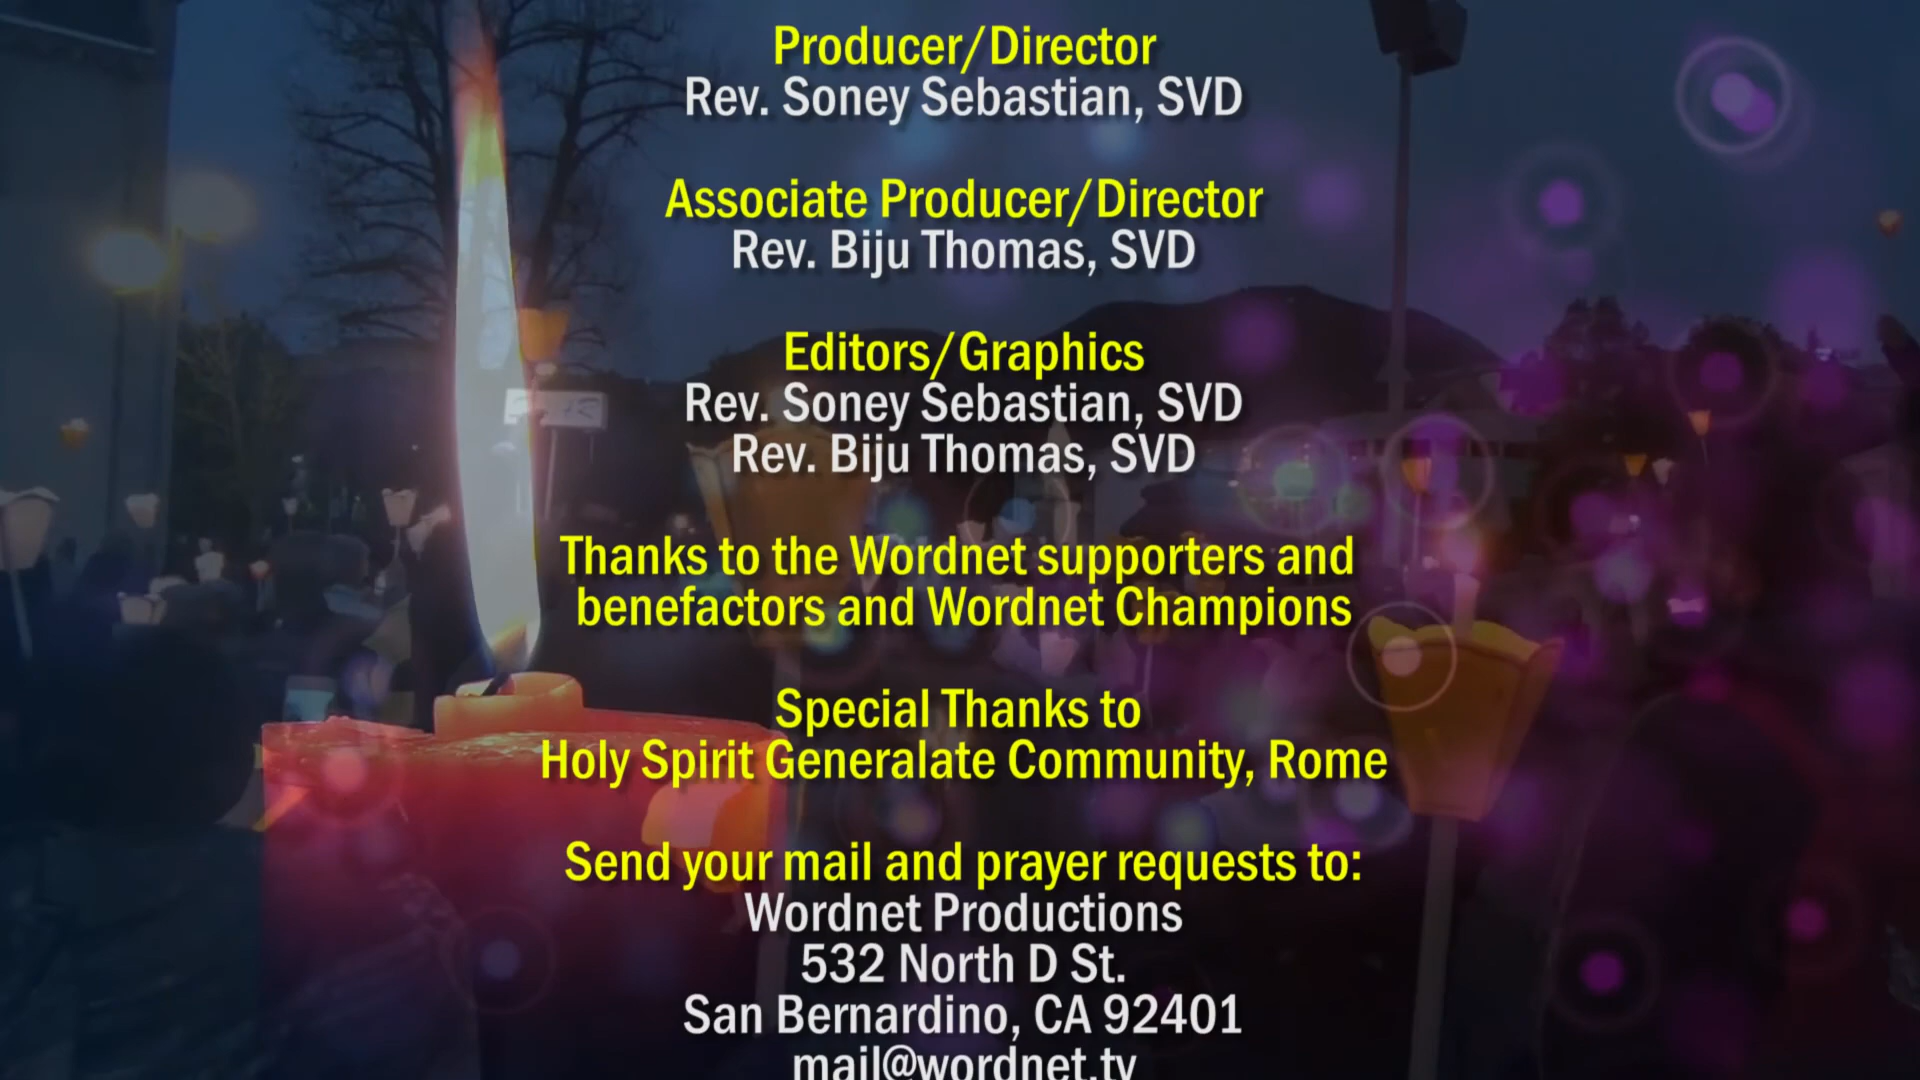 Producer/Director
Rev. Soney Sebastian, SVD
Associate Producer/Director
Rev. Biju Thomas, SVD
Editors/Graphics
Rev. Soney Sebastian, SVD
Rev. Biju Thomas, SVD
Thanks to the Wordnet supporters and
benefactors and Wordnet Champions
Special Thanks to
Holy Spirit Generalate Community, Rome
Send your mail and prayer requests to:
Wordnet Productions
532 North D St.
San Bernardino, CA 92401
mail@wordnet.tv